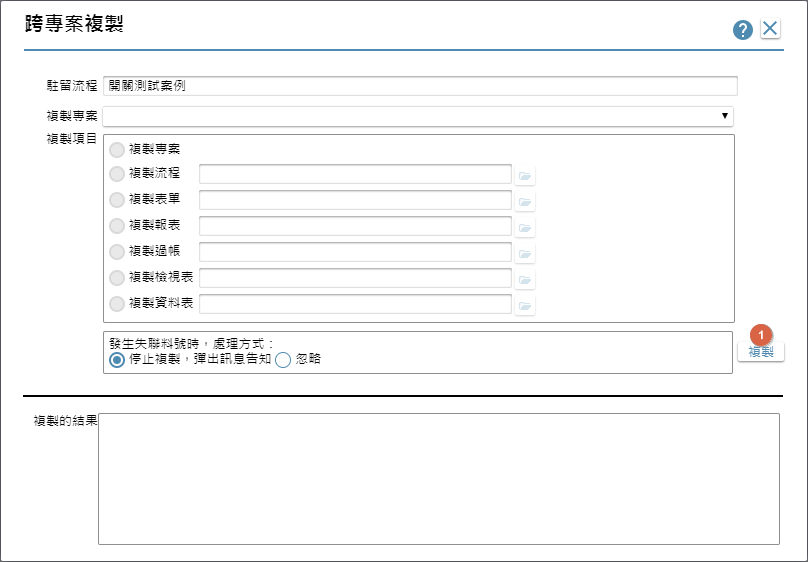 跨專案複製
?
駐留流程 開關測試案例
複製專案
複製項目
複製專案
複製流程
複製表單
複製報表
複製過帳
複製檢視表
複製資料表
發生失聯料號時，處理方式：
停止複製，彈出訊息告知 忽略
1
複製
複製的結果